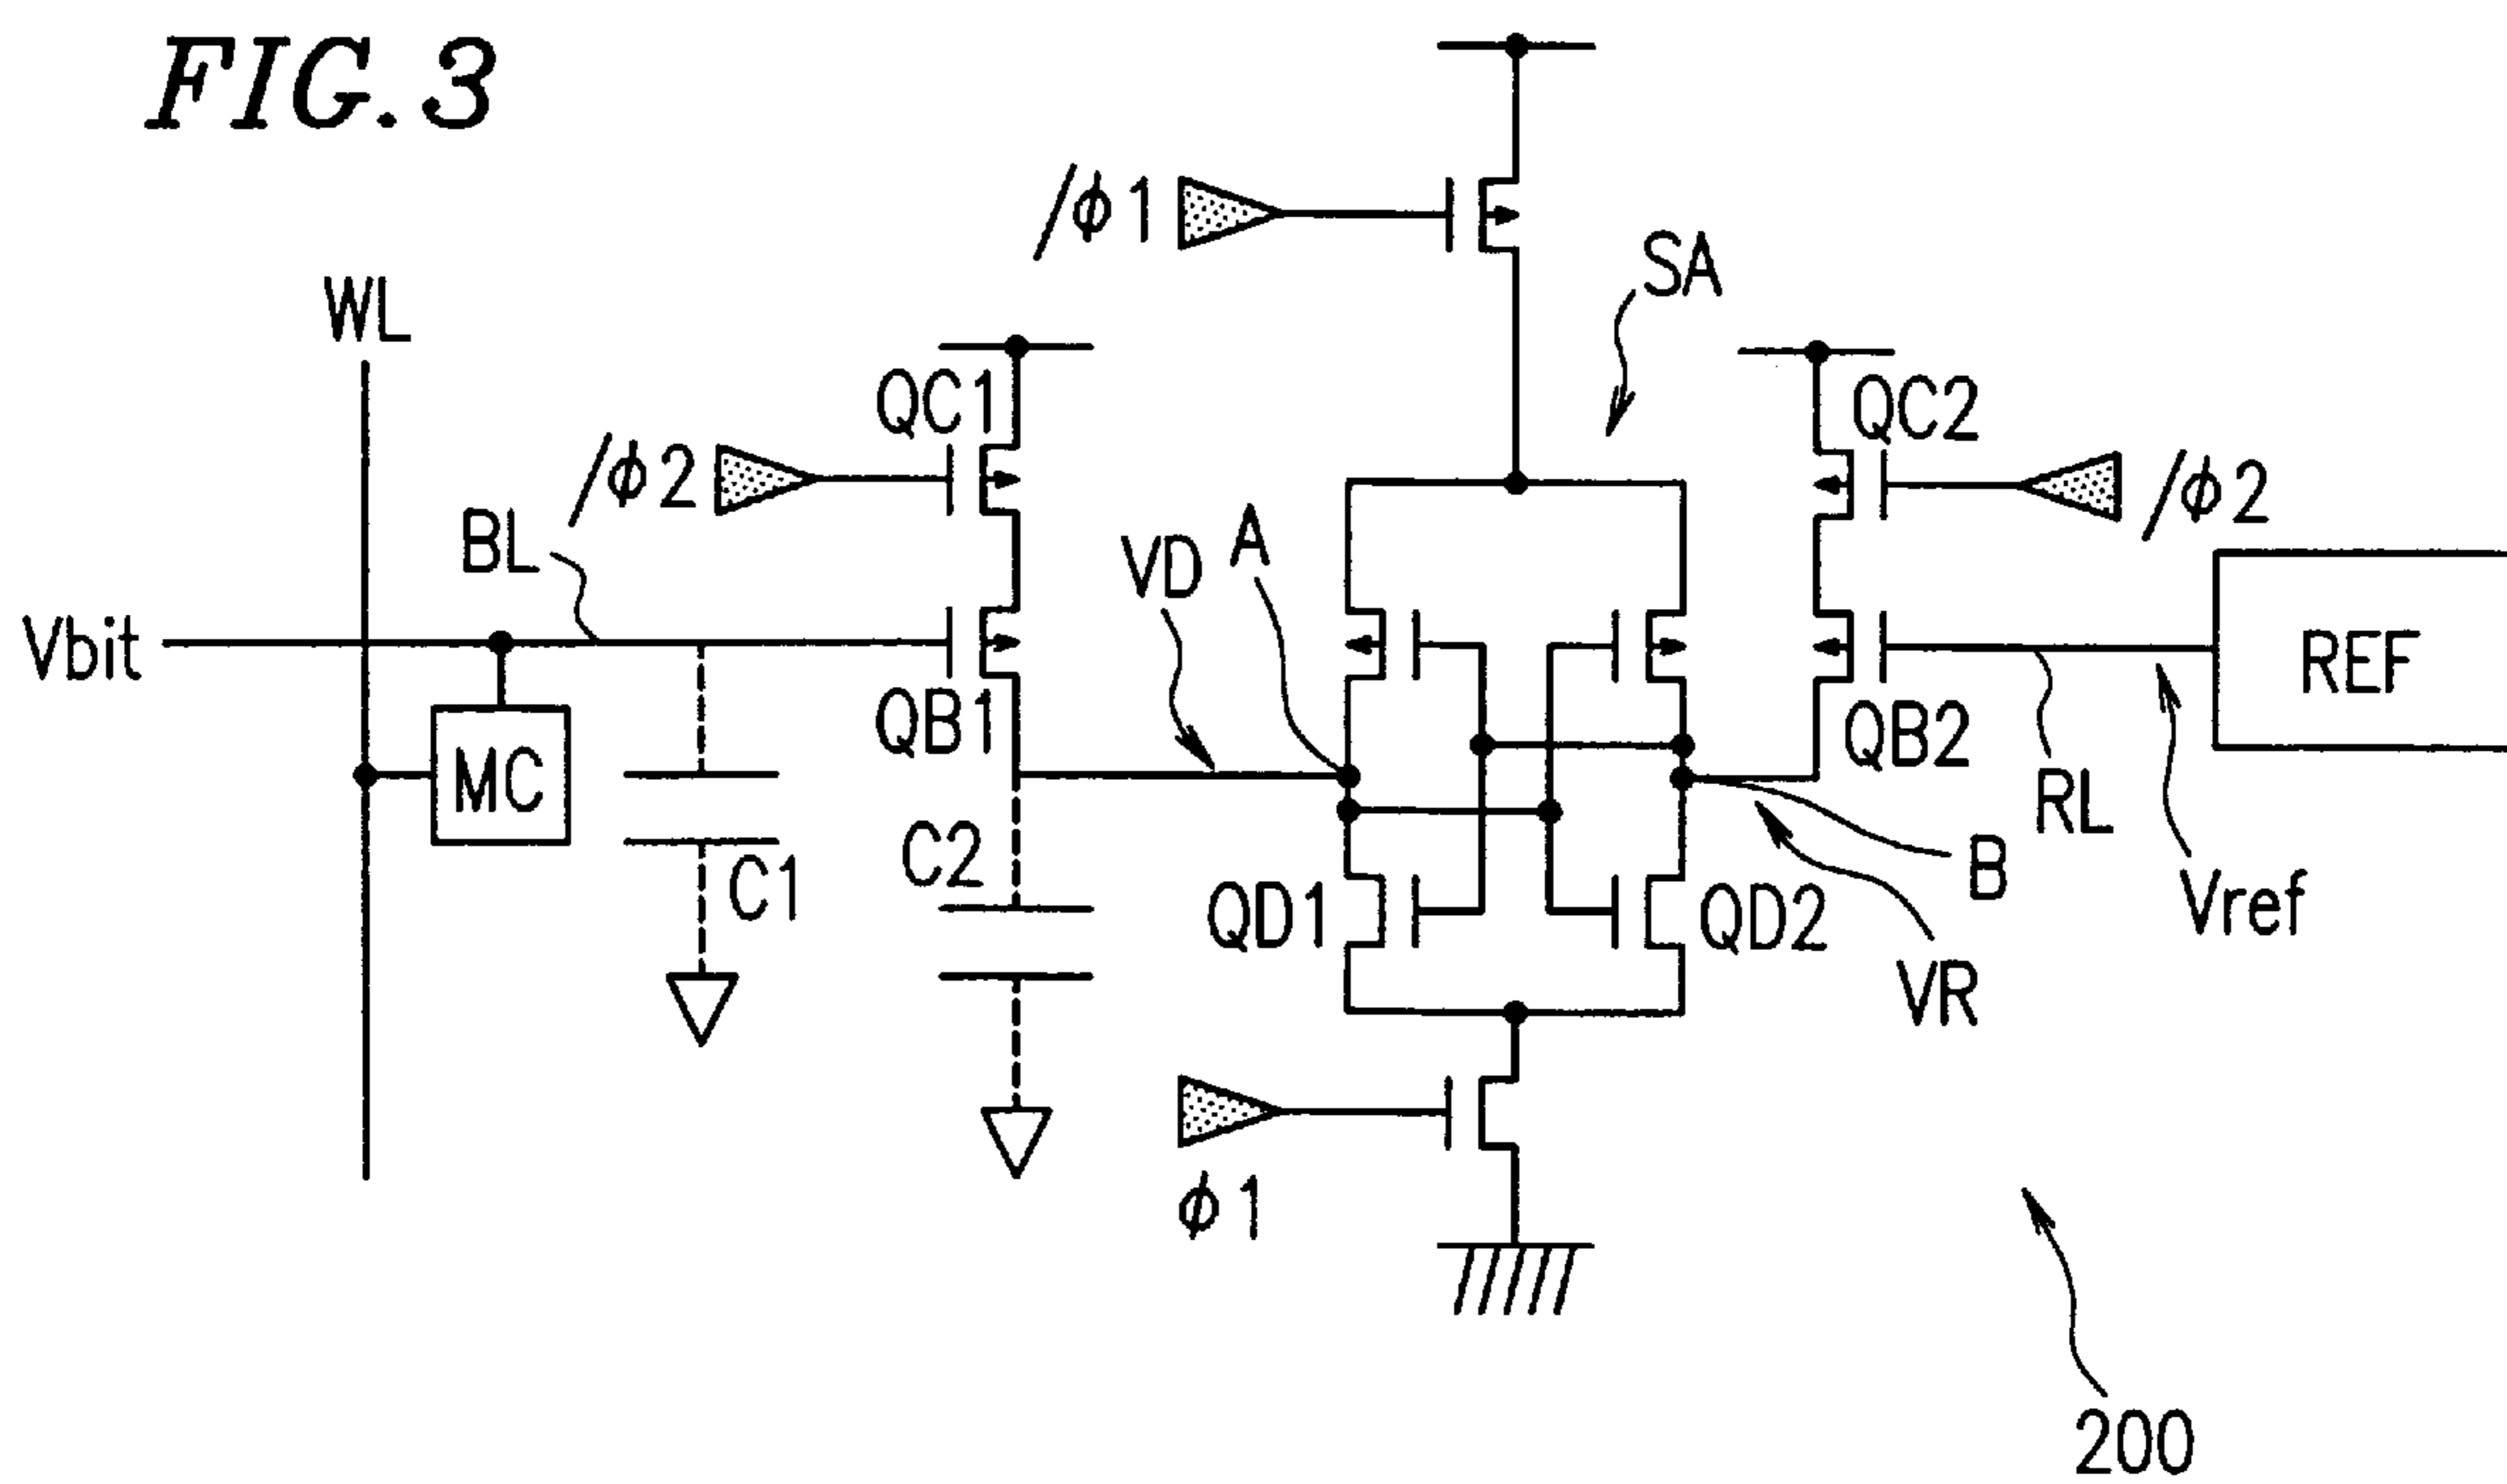 FIG.3
/φ1
SA
WL
QC1
QC2
/φ2
/φ2
BL
VD
A
Vbit
REF
QB1
QB2
MC
RL
C2
B
C1
Vref
QD1
QD2
VR
φ1
200